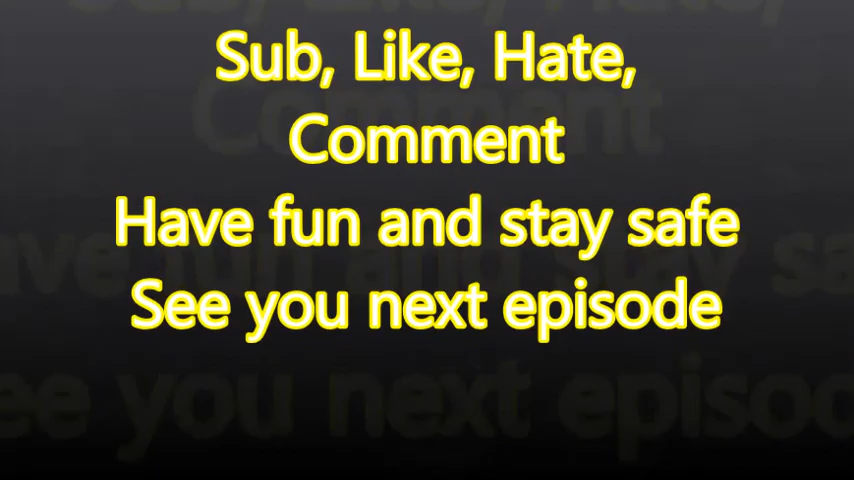 Sub, Like, Hate,
Comment
Have fun and stay safe
See you next episode